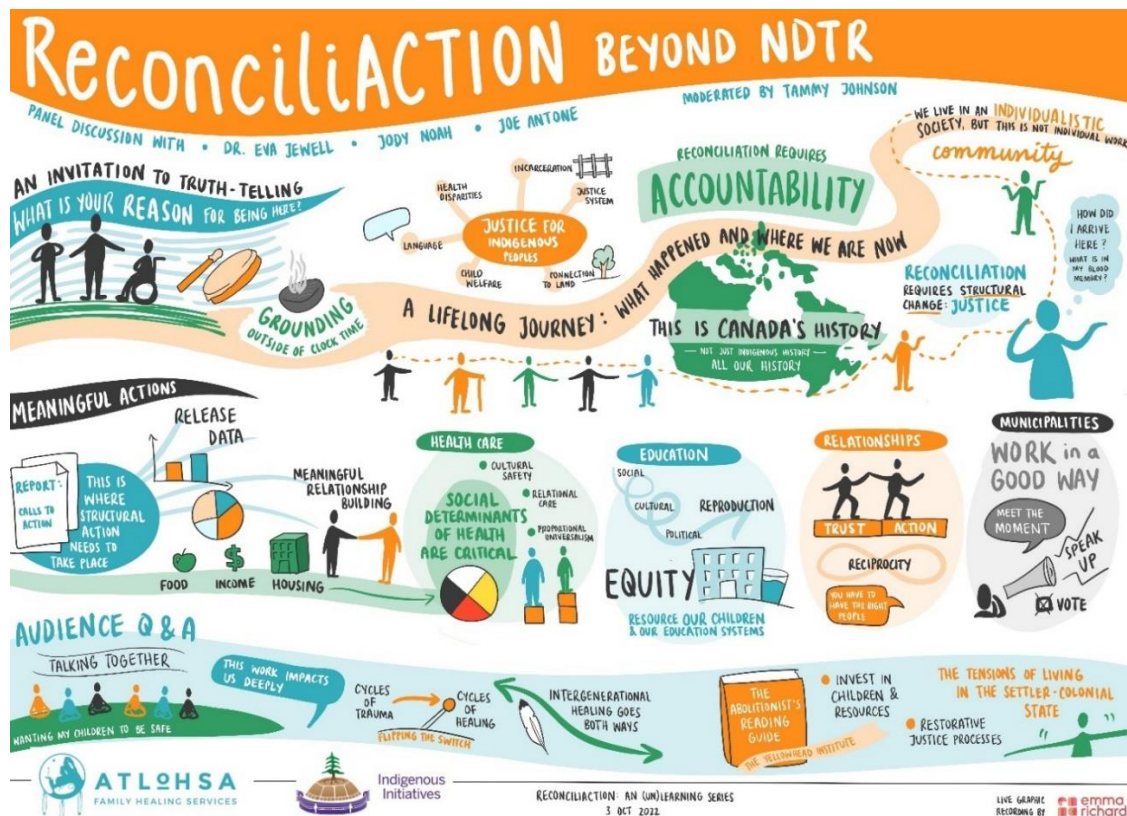 ReconciliACTION BEYOND NDTR
PANEL DISCUSSION WITH • DR. EVA JEWELL • JODY NOAH • JOE ANTONE
MODERATED BY TAMMY JOHNSON
AN INVITATION TO TRUTH-TELLING
WHAT IS YOUR REASON FOR BEING HERE?
GROUNDING
OUTSIDE OF CLOCK TIME
INCARCERATION
HEALTH
DISPARITIES
JUSTICE
SYSTEM
LANGUAGE
JUSTICE FOR
INDIGENOUS
PEOPLES
CHILD
WELFARE
CONNECTION
TO LAND
RECONCILIATION REQUIRES
ACCOUNTABILITY
A LIFELONG JOURNEY: WHAT HAPPENED AND WHERE WE ARE NOW
THIS IS CANADA'S HISTORY
NOT JUST INDIGENOUS HISTORY
ALL OUR HISTORY
WE LIVE IN AN INDIVIDUALISTIC
SOCIETY, BUT THIS IS NOT INDIVIDUAL WORK
community
HOW DID
I ARRIVE
HERE?
WHAT IS IN
MY BLOOD
MEMORY?
RECONCILIATION
REQUIRES STRUCTURAL
CHANGE: JUSTICE
MEANINGFUL ACTIONS
REPORT:
CALLS TO
ACTION
THIS IS
WHERE
STRUCTURAL
ACTION
NEEDS TO
TAKE PLACE
RELEASE
DATA
FOOD
INCOME
HOUSING
MEANINGFUL
RELATIONSHIP
BUILDING
HEALTH CARE
CULTURAL
SAFETY
RELATIONAL
CARE
PROPORTIONAL
UNIVERSALISM
SOCIAL
DETERMINANTS
OF HEALTH
ARE CRITICAL
EDUCATION
SOCIAL
CULTURAL
POLITICAL
REPRODUCTION
EQUITY
RESOURCE OUR CHILDREN
& OUR EDUCATION SYSTEMS
RELATIONSHIPS
TRUST ACTION
RECIPROCITY
YOU HAVE TO
HAVE THE RIGHT
PEOPLE
MUNICIPALITIES
WORK in a
GOOD WAY
MEET THE
MOMENT
SPEAK
UP
VOTE
AUDIENCE Q & A
TALKING TOGETHER
WANTING MY CHILDREN TO BE SAFE
THIS WORK IMPACTS
US DEEPLY
CYCLES
OF
TRAUMA
CYCLES
OF
HEALING
FLIPPING THE SWITCH
INTERGENERATIONAL
HEALING GOES
BOTH WAYS
THE
ABOLITIONIST'S
READING
GUIDE
THE YELLOWHEAD INSTITUTE
INVEST IN
CHILDREN &
RESOURCES
RESTORATIVE
JUSTICE PROCESSES
THE TENSIONS OF LIVING
IN THE SETTLER-COLONIAL
STATE
ATLOHSA
FAMILY HEALING SERVICES
Indigenous
Initiatives
RECONCILIACTION: AN (UN)LEARNING SERIES
3 OCT 2022
LIVE GRAPHIC
RECORDING BY
emma
richard